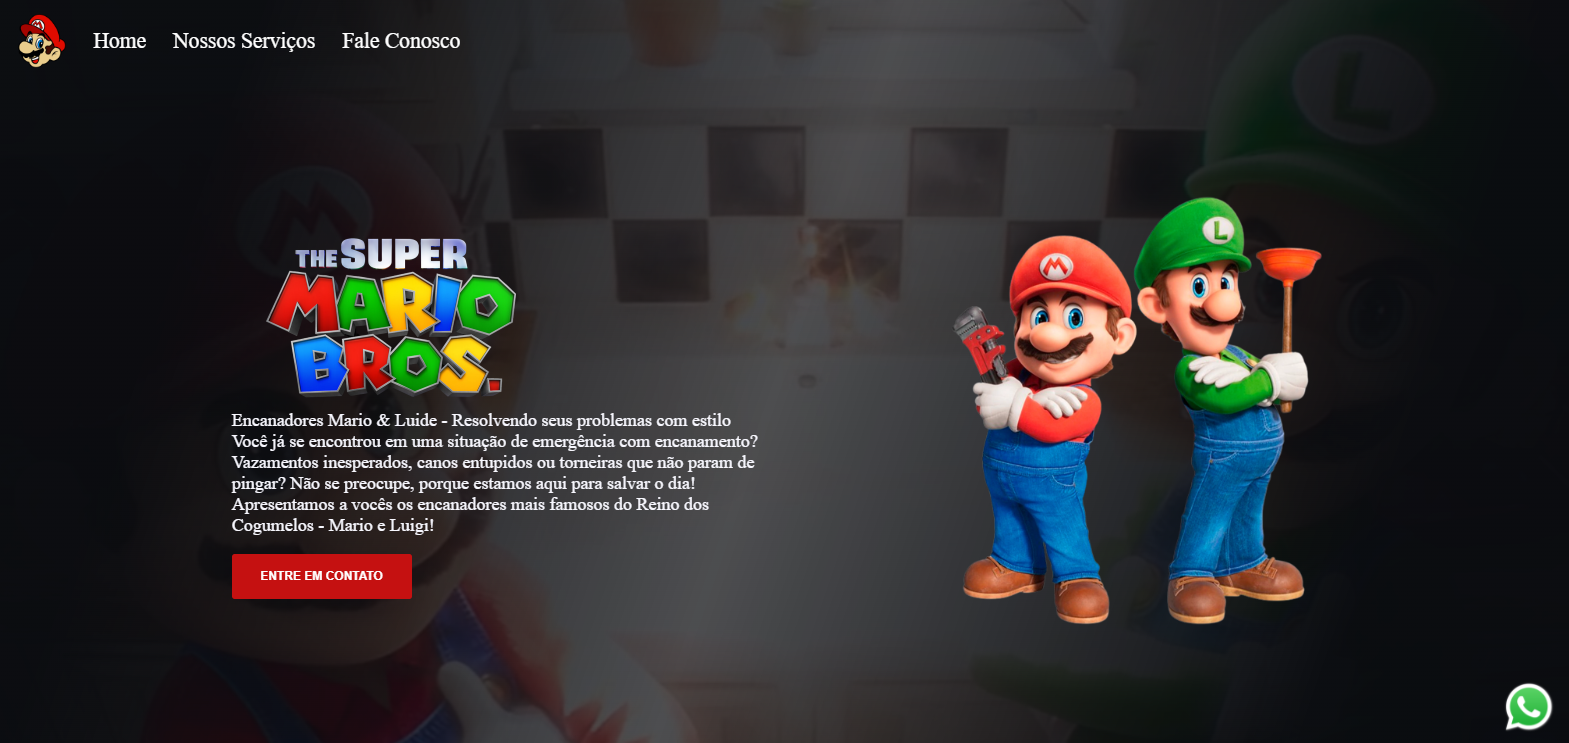 Home Nossos Serviços Fale Conosco
THE SUPER
MARIO
BROS.
Encanadores Mario & Luide - Resolvendo seus problemas com estilo
Você já se encontrou em uma situação de emergência com encanamento?
Vazamentos inesperados, canos entupidos ou torneiras que não param de
pingar? Não se preocupe, porque estamos aqui para salvar o dia!
Apresentamos a vocês os encanadores mais famosos do Reino dos
Cogumelos - Mario e Luigi!
ENTRE EM CONTATO
M
L
M
L
M